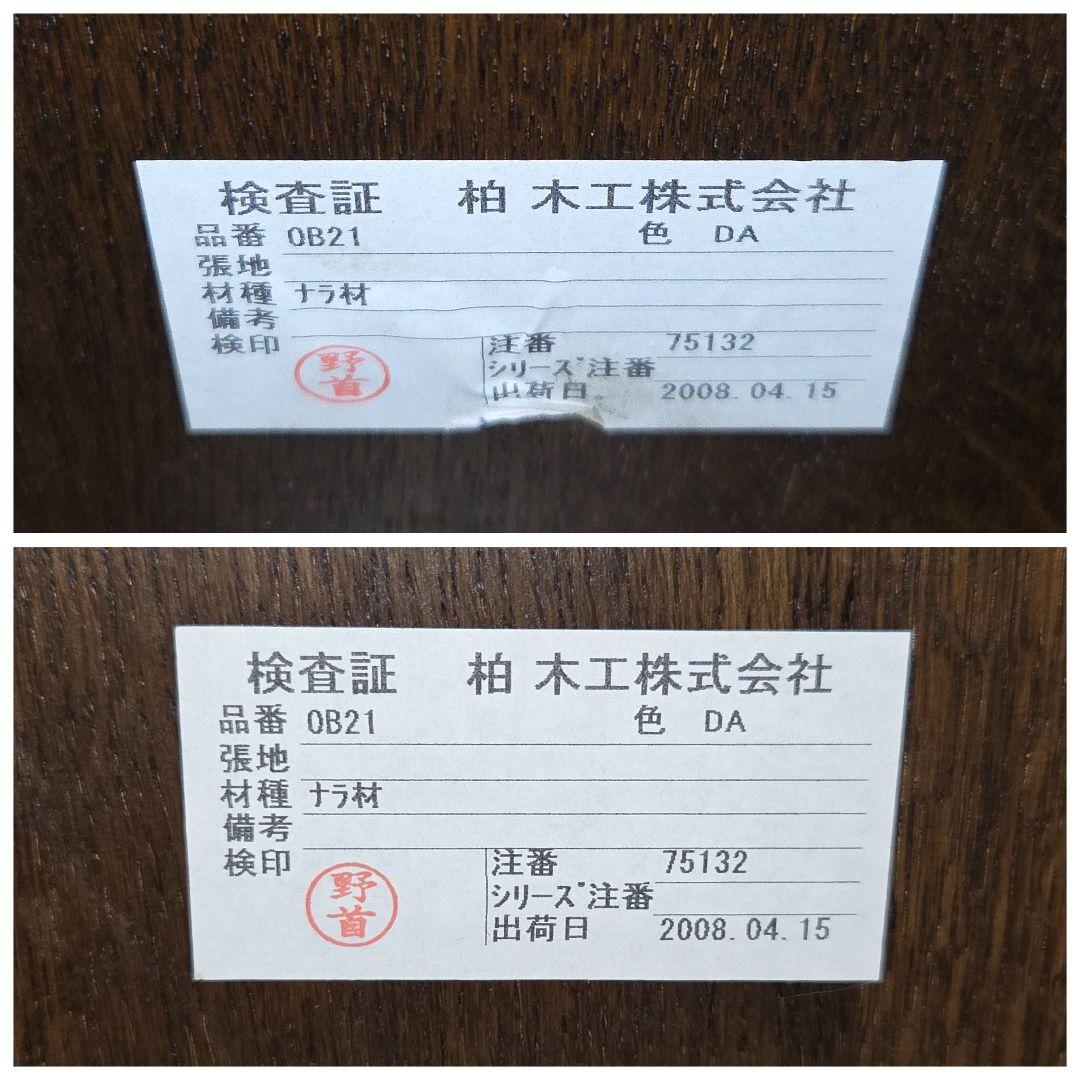 検査証 柏 木工株式会社
品番 OB21 色 DA
張地
材種 ナラ材
備考
検印 野首 注番 75132
シリーズ注番
出荷日 2008.04.15
検査証 柏 木工株式会社
品番 OB21 色 DA
張地
材種 ナラ材
備考
検印 野首 注番 75132
シリーズ注番
出荷日 2008.04.15